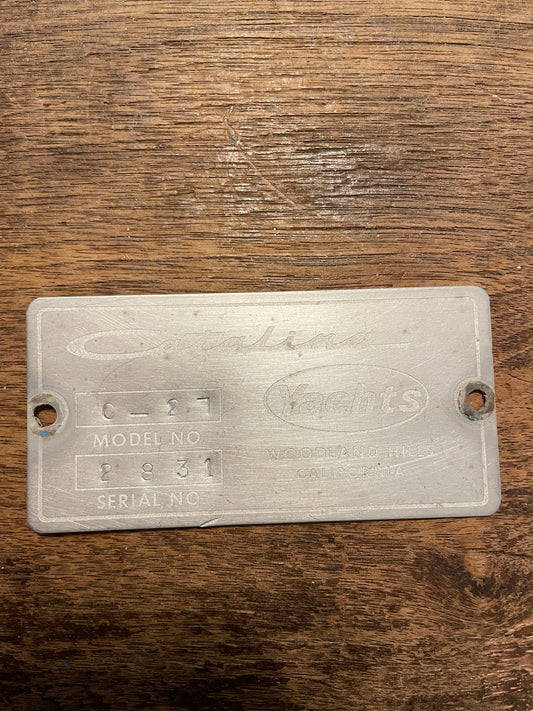 Catalina
Yachts
C-27
MODEL NO
2831
SERIAL NO
WOODLAND HILLS
CALIFORNIA